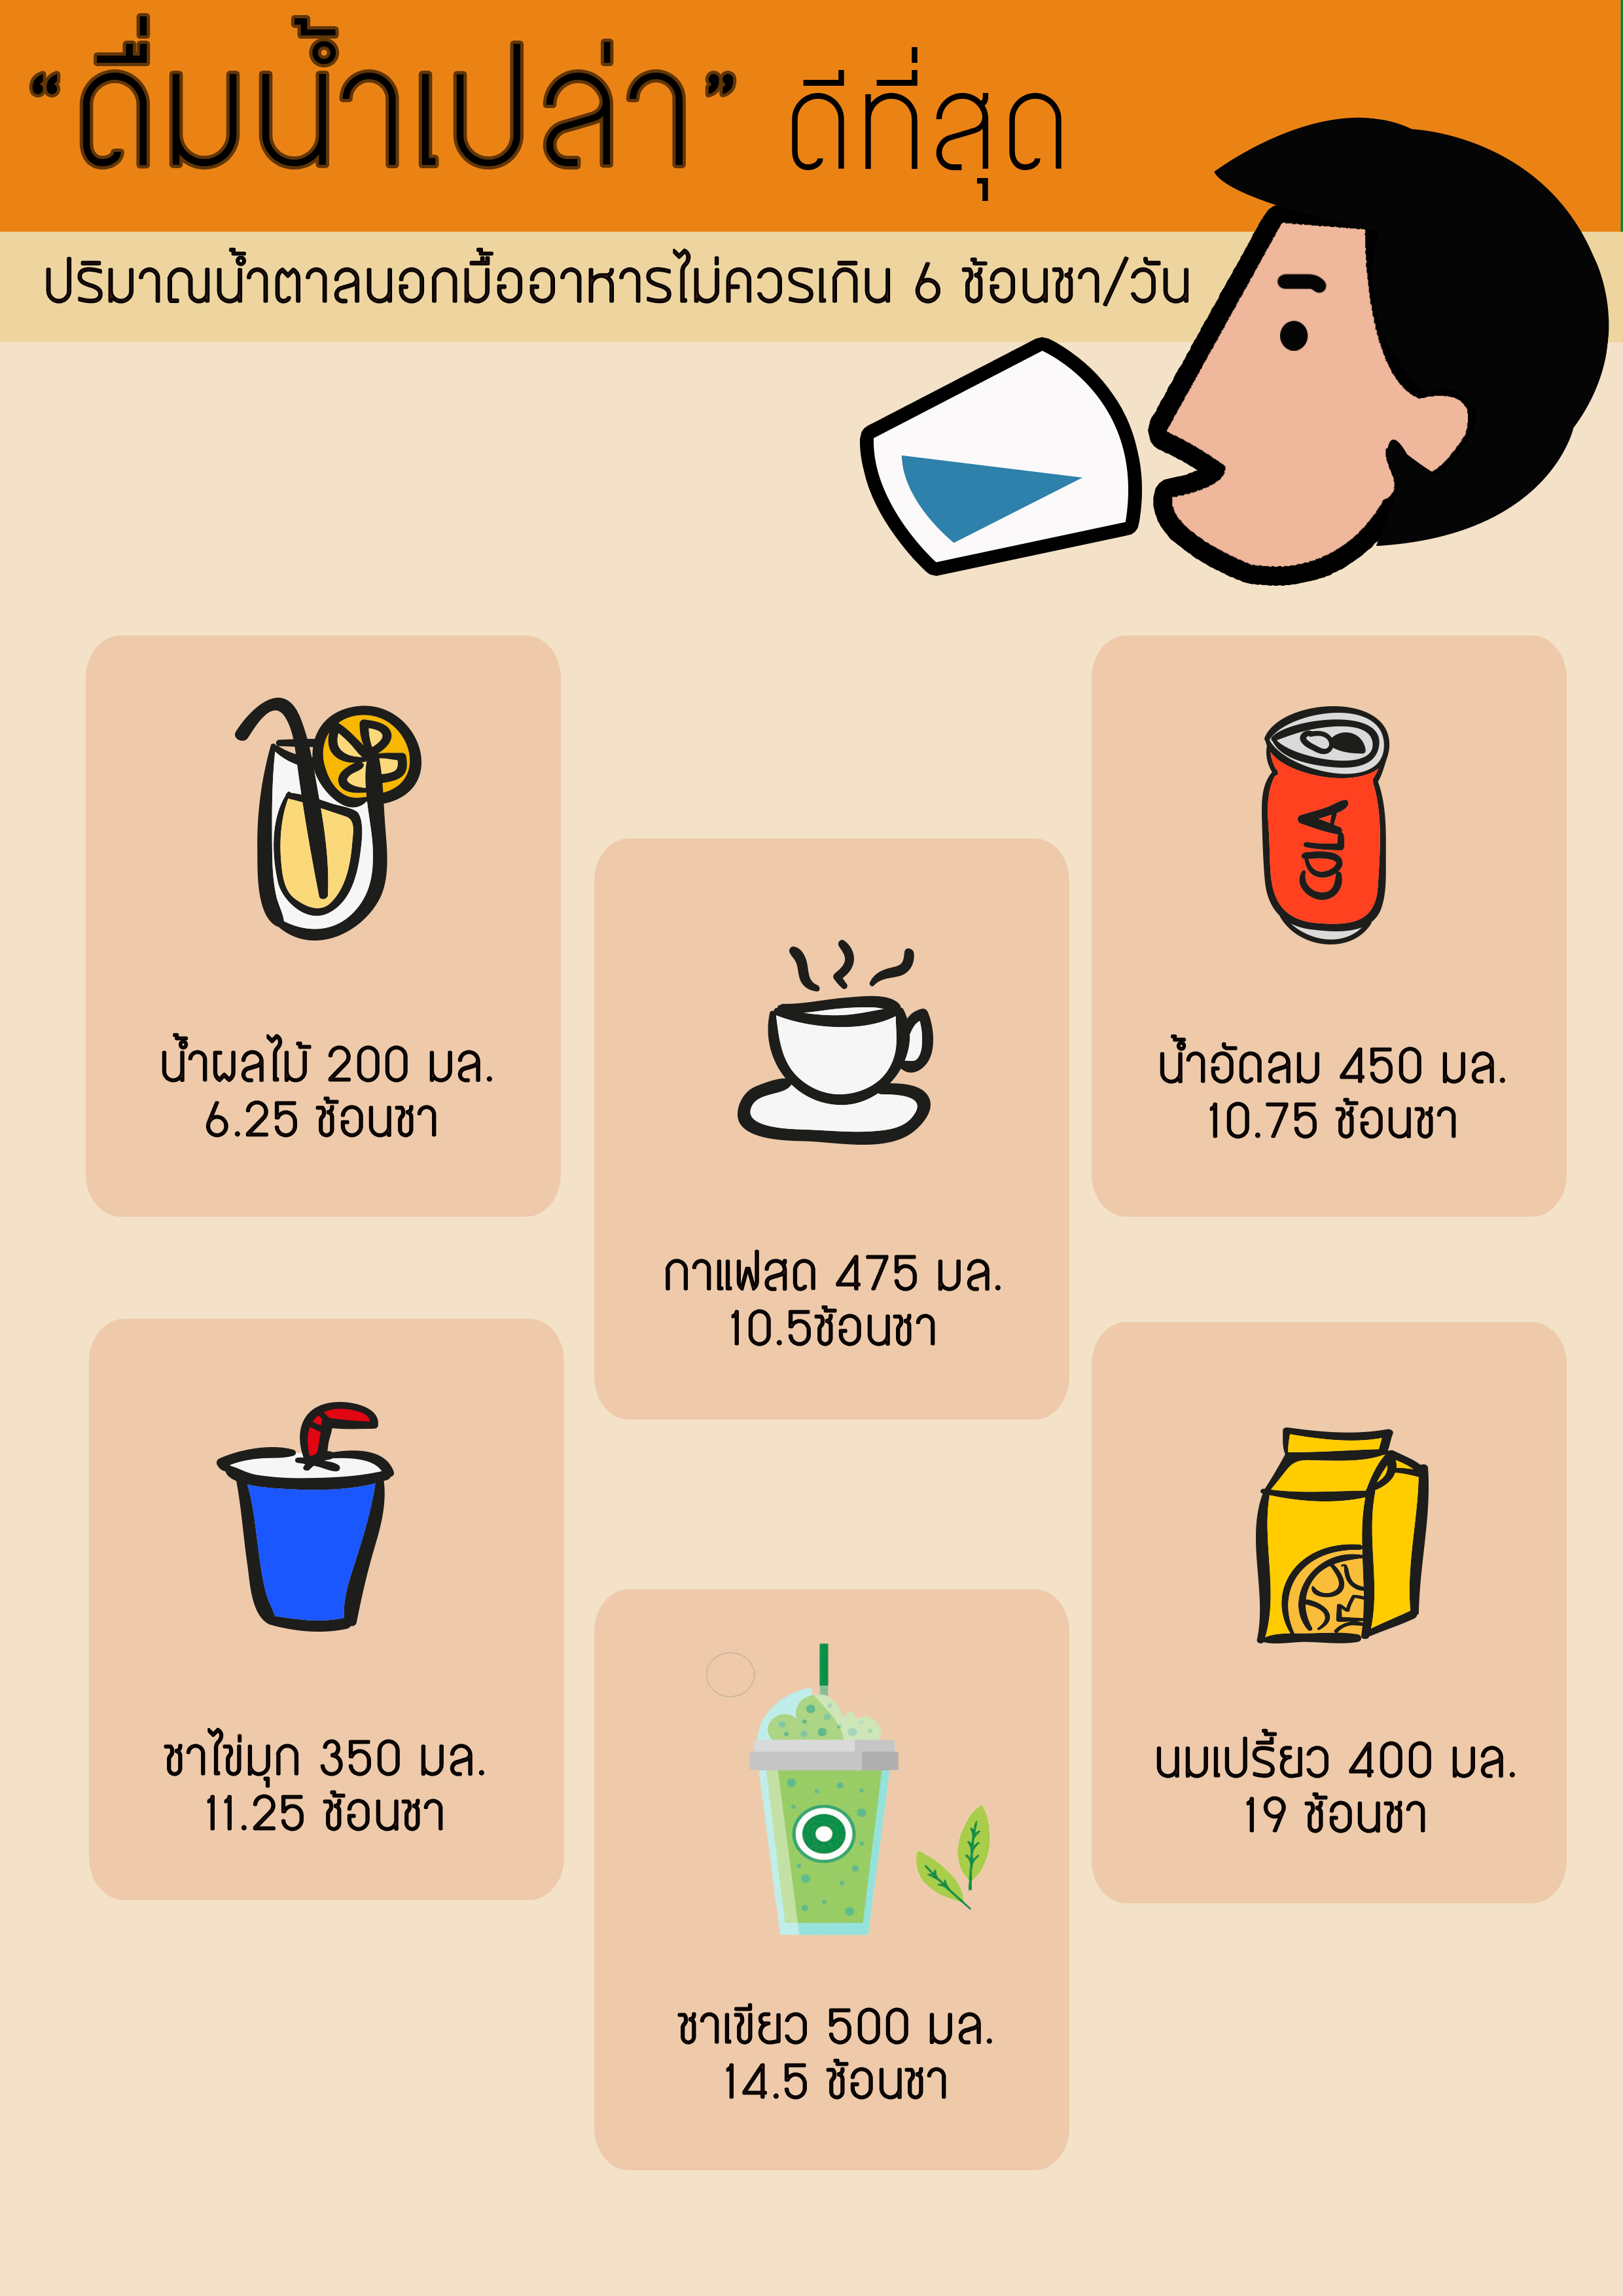 “ดื่มน้ำเปล่า” ดีที่สุด
ปริมาณน้ำตาลนอกมื้ออาหารไม่ควรเกิน 6 ช้อนชา/วัน
น้ำผลไม้ 200 มล.
6.25 ช้อนชา
COLA
น้ำอัดลม 450 มล.
10.75 ช้อนชา
กาแฟสด 475 มล.
10.5ช้อนชา
ชาไข่มุก 350 มล.
11.25 ช้อนชา
นมเปรี้ยว 400 มล.
19 ช้อนชา
ชาเขียว 500 มล.
14.5 ช้อนชา